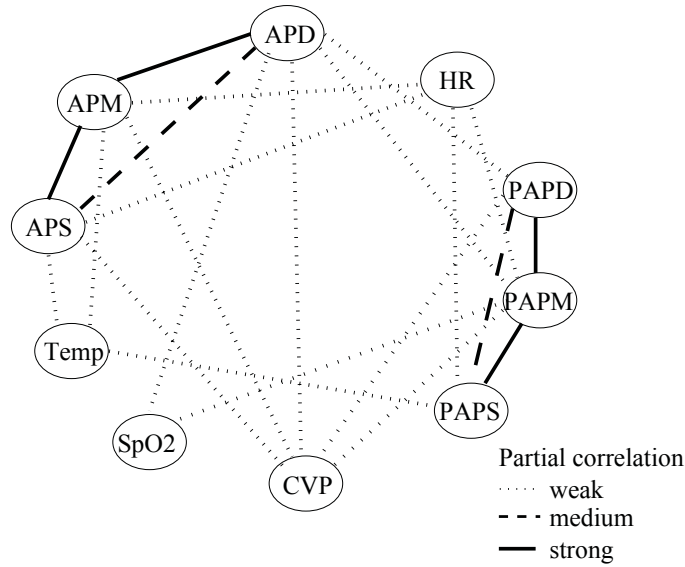 APD
HR
APM
PAPD
APS
PAPM
Temp
PAPS
SpO2
CVP
Partial correlation
weak
medium
strong